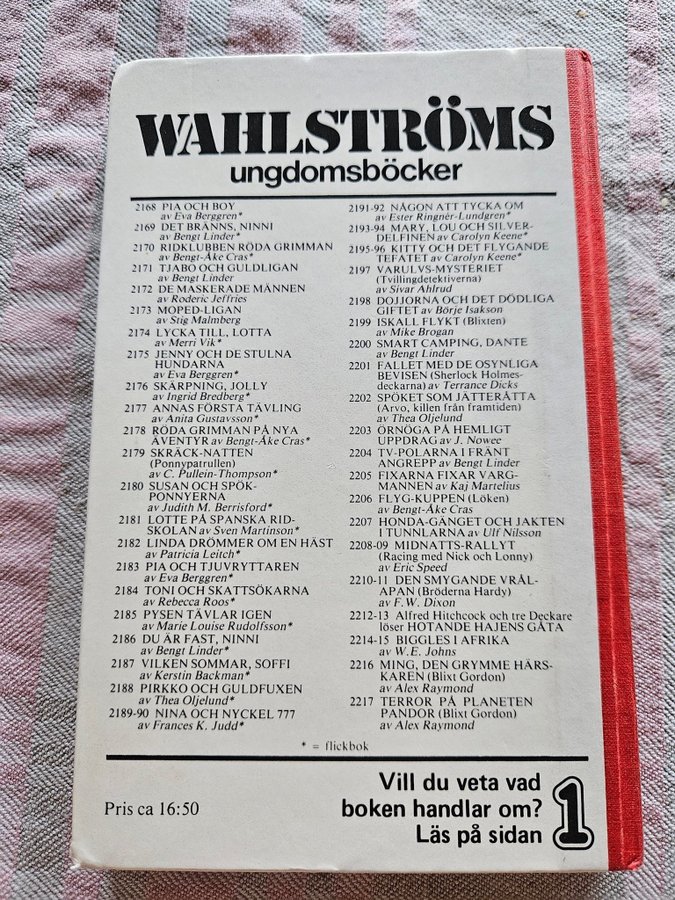 WAHLSTRÖMS
ungdomsböcker
2168 PIA OCH BOY
av Eva Berggren*
2169 DET BRÄNNS, NINNI
av Bengt Linder*
2170 RIDKLUBBEN RÖDA GRIMMAN
av Bengt-Åke Cras*
2171 TJABO OCH GULDLIGAN
av Bengt Linder
2172 DE MASKERADE MÄNNEN
av Roderic Jeffries
2173 MOPED-LIGAN
av Stig Malmberg
2174 LYCKA TILL, LOTTA
av Merri Vik*
2175 JENNY OCH DE STULNA
HUNDARNA
av Eva Berggren*
2176 SKÄRPNING, JOLLY
av Ingrid Bredberg*
2177 ANNAS FÖRSTA TÄVLING
av Anita Gustavsson*
2178 RÖDA GRIMMAN PÅ NYA
ÄVENTYR av Bengt-Åke Cras*
2179 SKRÄCK-NATTEN
(Ponnypatrullen)
av C. Pullein-Thompson*
2180 SUSAN OCH SPÖK-
PONNYERNA
av Judith M. Berrisford*
2181 LOTTE PÅ SPANSKA RID-
SKOLAN av Sven Martinson*
2182 LINDA DRÖMMER OM EN HÄST
av Patricia Leitch*
2183 PIA OCH TJUVRYTTAREN
av Eva Berggren*
2184 TONI OCH SKATTSÖKARNA
av Rebecca Roos*
2185 PYSEN TÄVLAR IGEN
av Marie Louise Rudolfsson*
2186 DU ÄR FAST, NINNI
av Bengt Linder*
2187 VILKEN SOMMAR, SOFFI
av Kerstin Backman*
2188 PIRKKO OCH GULDFUXEN
av Thea Oljelund*
2189-90 NINA OCH NYCKEL 777
av Frances K. Judd*
2191-92 NÅGON ATT TYCKA OM
av Ester Ringnér-Lundgren*
2193-94 MARY, LOU OCH SILVER-
DELFINEN av Carolyn Keene*
2195-96 KITTY OCH DET FLYGANDE
TEFATET av Carolyn Keene*
2197 VARULVS-MYSTERIET
(Tvillingdetektiverna)
av Sivar Ahlrud
2198 DOJJORNA OCH DET DÖDLIGA
GIFTET av Börje Isakson
2199 ISKALL FLYKT (Blixten)
av Mike Brogan
2200 SMART CAMPING, DANTE
av Bengt Linder
2201 FALLET MED DE OSYNLIGA
BEVISEN (Sherlock Holmes-
deckarna) av Terrance Dicks
2202 SPÖKET SOM JÄTTERÅTTA
(Arvo, killen från framtiden)
av Thea Oljelund
2203 ÖRNÖGA PÅ HEMLIGT
UPPDRAG av J. Nowee
2204 TV-POLARNA I FRÄNT
ANGREPP av Bengt Linder
2205 FIXARNA FIXAR VARG-
MANNEN av Kaj Martelius
2206 FLYG-KUPPEN (Löken)
av Bengt-Åke Cras
2207 HONDA-GÄNGET OCH JAKTEN
I TUNNLARNA av Ulf Nilsson
2208-09 MIDNATTS-RALLYT
(Racing med Nick och Lonny)
av Eric Speed
2210-11 DEN SMYGANDE VRÅL-
APAN (Bröderna Hardy)
av F.W. Dixon
2212-13 Alfred Hitchcock och tre Deckare
löser HOTANDE HAJENS GÅTA
2214-15 BIGGLES I AFRIKA
av W.E. Johns
2216 MING, DEN GRYMME HÄRS-
KAREN (Blixt Gordon)
av Alex Raymond
2217 TERROR PÅ PLANETEN
PANDOR (Blixt Gordon)
av Alex Raymond
* = flickbok
Pris ca 16:50
Vill du veta vad
boken handlar om?
Läs på sidan 1